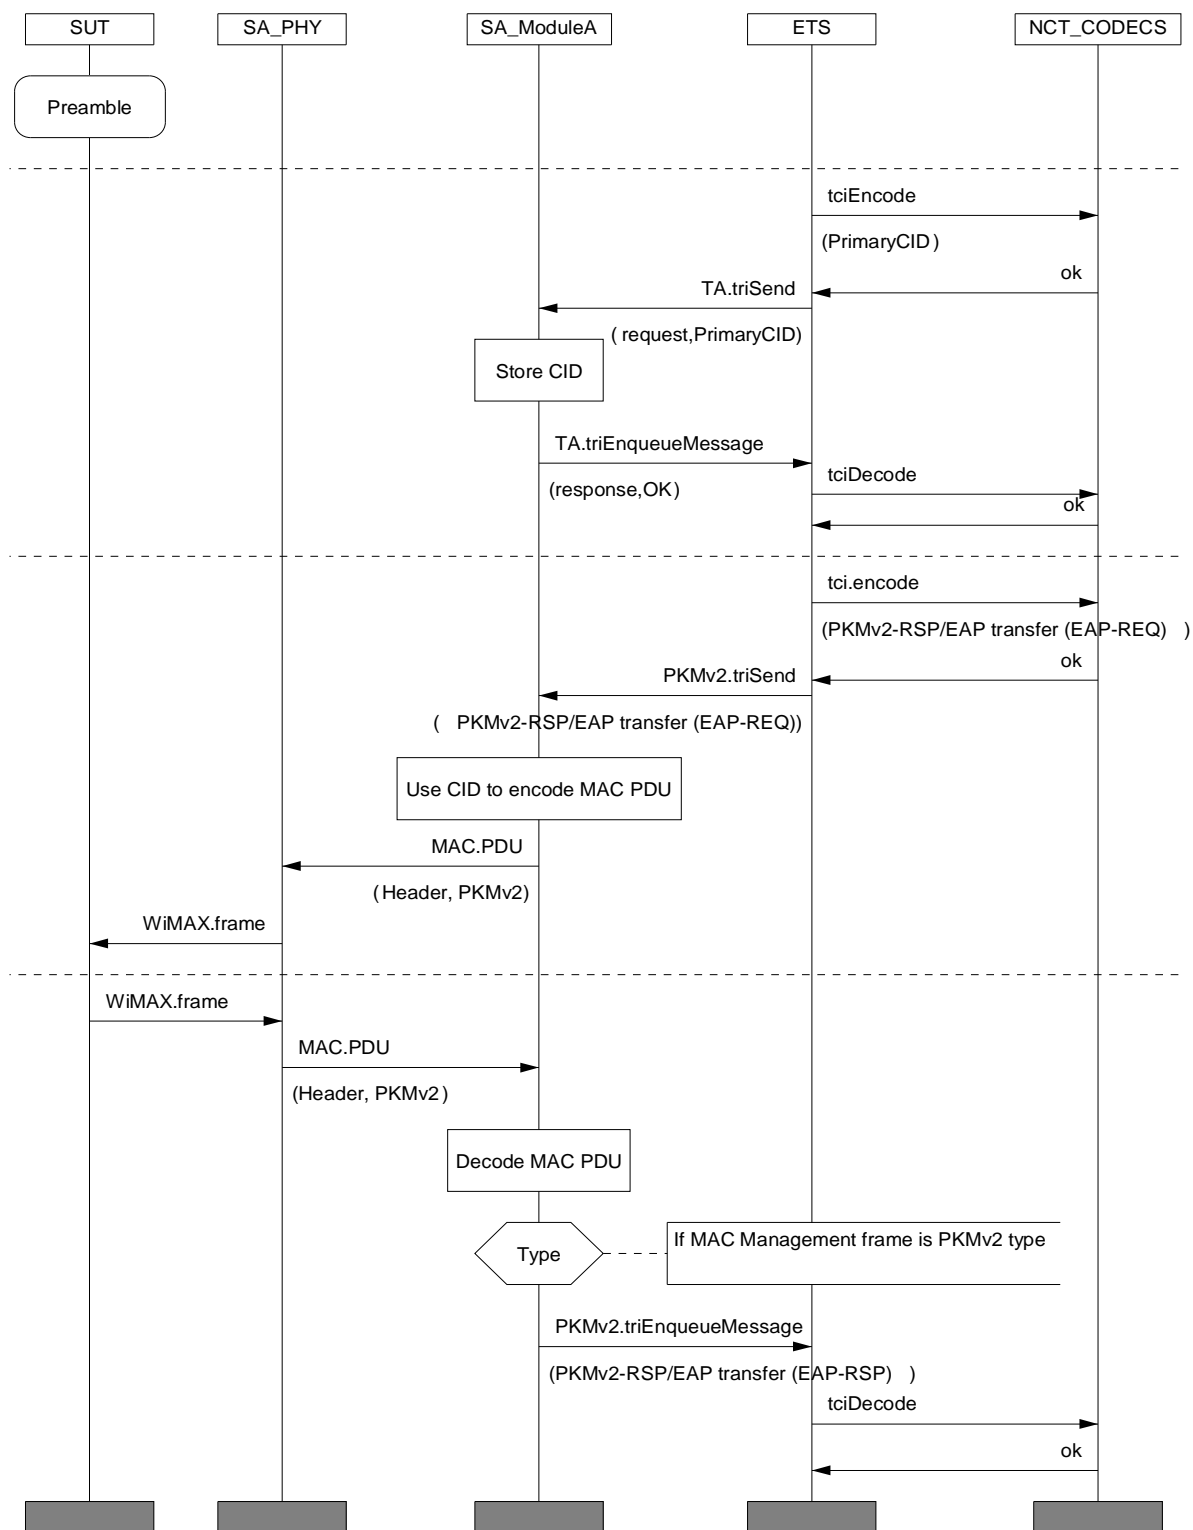 SUT
SA_PHY
SA_ModuleA
ETS
NCT_CODECS
Preamble
tciEncode
(PrimaryCID)
ok
TA.triSend
( request,PrimaryCID)
Store CID
TA.triEnqueueMessage
(response,OK)
tciDecode
ok
tci.encode
(PKMv2-RSP/EAP transfer (EAP-REQ) )
ok
PKMv2.triSend
( PKMv2-RSP/EAP transfer (EAP-REQ))
Use CID to encode MAC PDU
MAC.PDU
(Header, PKMv2)
WiMAX.frame
WiMAX.frame
MAC.PDU
(Header, PKMv2)
Decode MAC PDU
Type
If MAC Management frame is PKMv2 type
PKMv2.triEnqueueMessage
(PKMv2-RSP/EAP transfer (EAP-RSP) )
tciDecode
ok